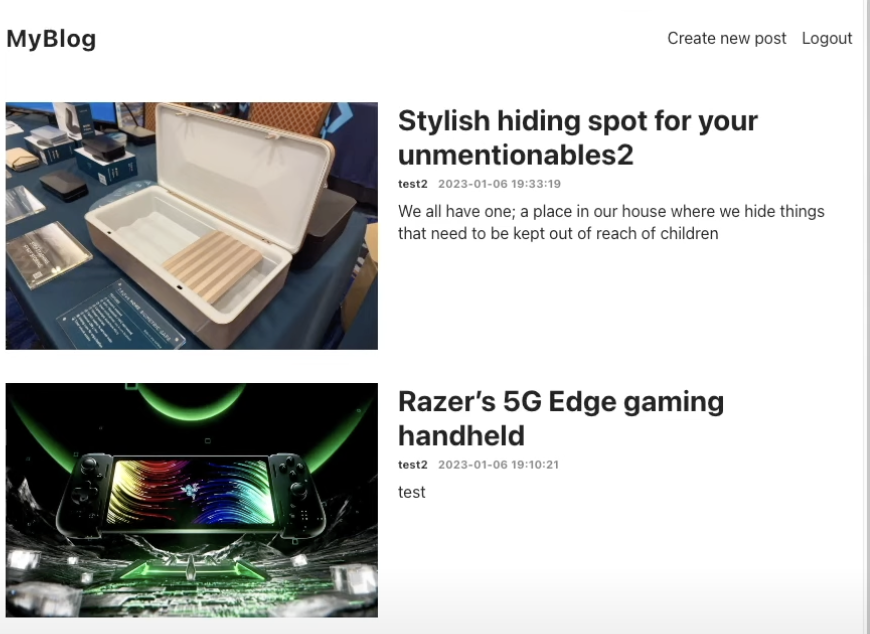 MyBlog
Create new post
Logout
Stylish hiding spot for your
unmentionables2
test2 2023-01-06 19:33:19
We all have one; a place in our house where we hide things
that need to be kept out of reach of children
Razer’s 5G Edge gaming
handheld
test2 2023-01-06 19:10:21
test